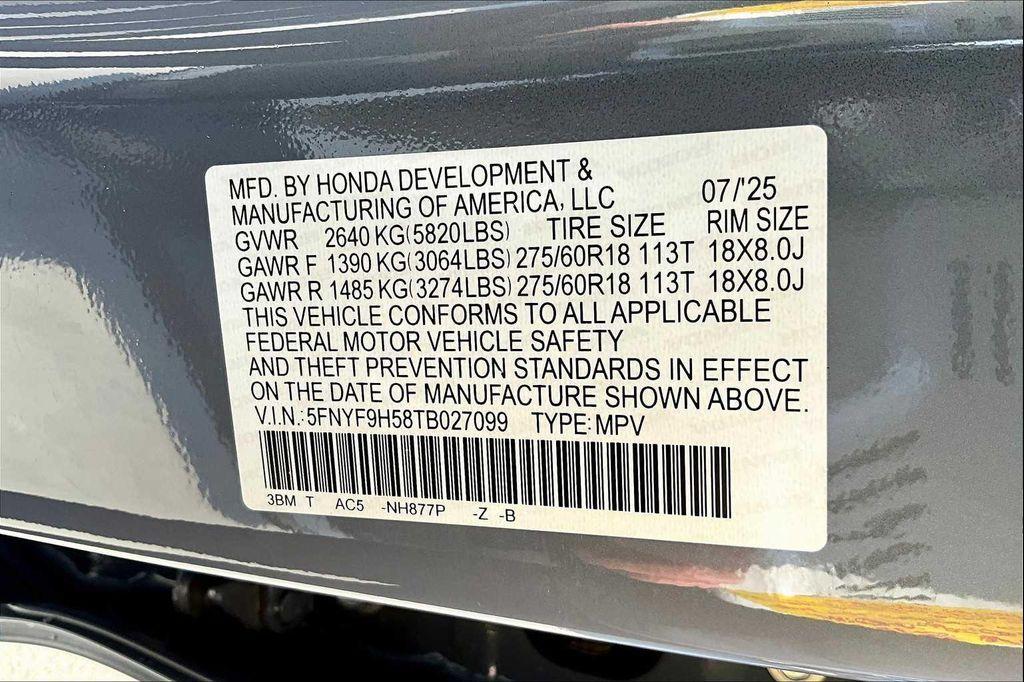 MFD. BY HONDA DEVELOPMENT &
MANUFACTURING OF AMERICA, LLC 07/'25
GVWR 2640 KG(5820LBS) TIRE SIZE RIM SIZE
GAWR F 1390 KG(3064LBS) 275/60R18 113T 18X8.0J
GAWR R 1485 KG(3274LBS) 275/60R18 113T 18X8.0J
THIS VEHICLE CONFORMS TO ALL APPLICABLE
FEDERAL MOTOR VEHICLE SAFETY
AND THEFT PREVENTION STANDARDS IN EFFECT
ON THE DATE OF MANUFACTURE SHOWN ABOVE.
V.I.N.: 5FNYF9H58TB027099 TYPE: MPV
3BM T AC5 -NH877P -Z -B